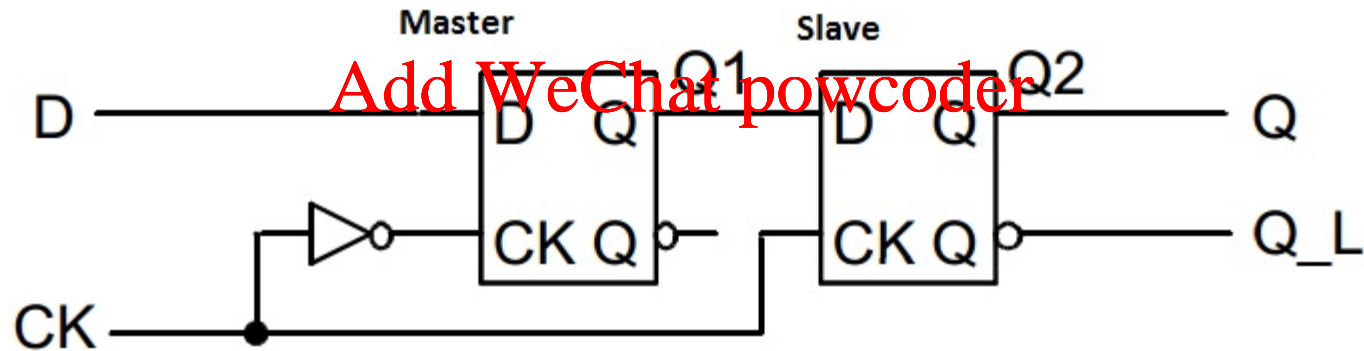 Master Slave
Add WeChat powcoder
Q1 Q2
D D Q D Q Q
CK Q CK Q Q_L
CK